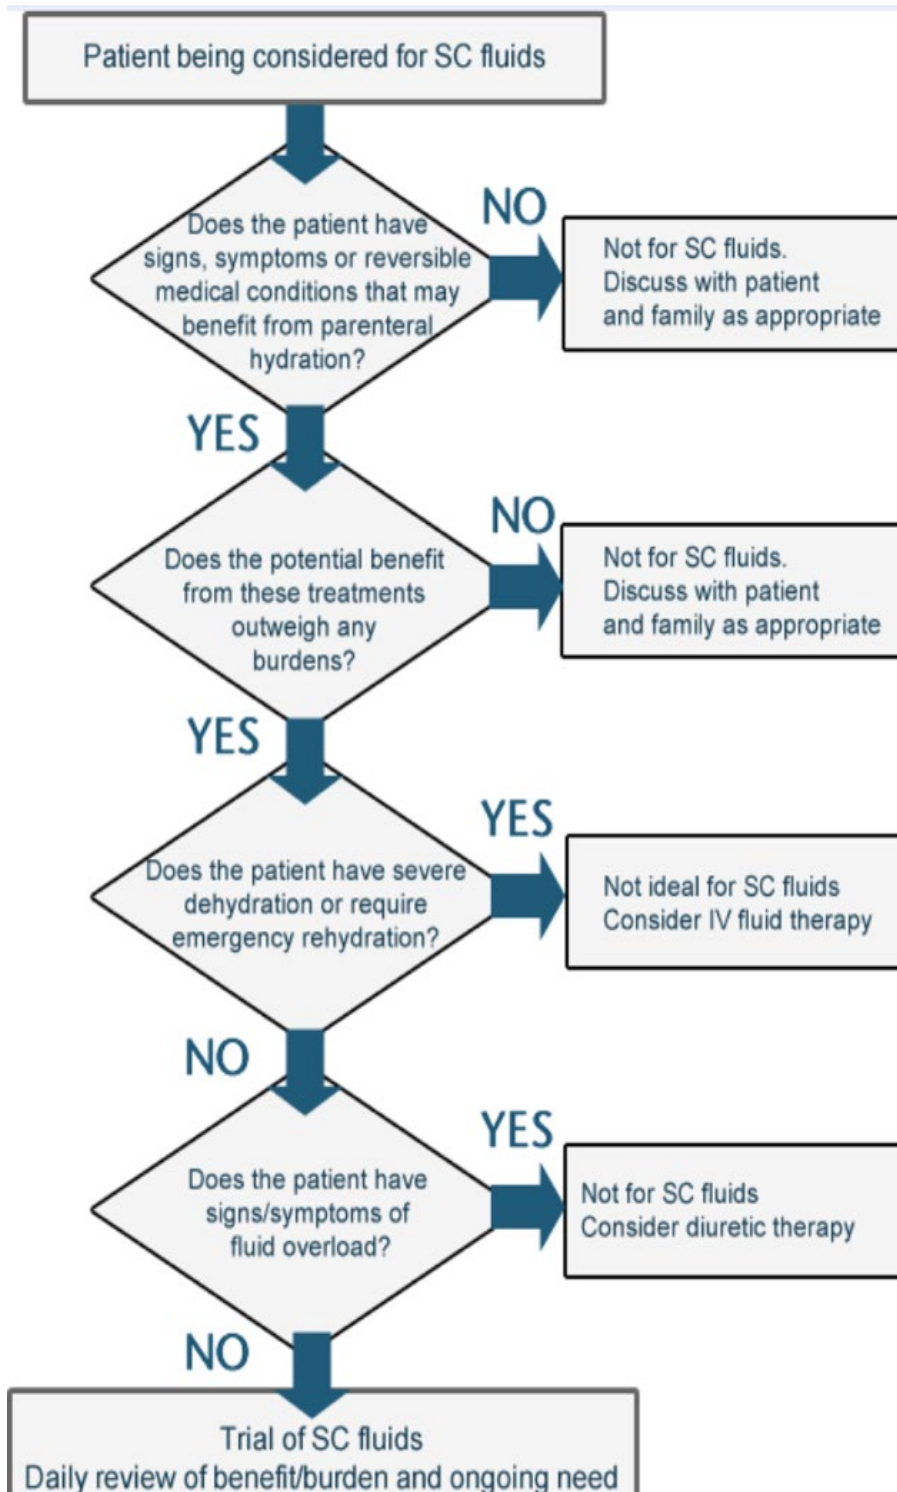 Patient being considered for SC fluids
Does the patient have
signs, symptoms or reversible
medical conditions that may
benefit from parenteral
hydration?
NO
Not for SC fluids.
Discuss with patient
and family as appropriate
YES
Does the potential benefit
from these treatments
outweigh any
burdens?
NO
Not for SC fluids.
Discuss with patient
and family as appropriate
YES
Does the patient have severe
dehydration or require
emergency rehydration?
YES
Not ideal for SC fluids
Consider IV fluid therapy
NO
Does the patient have
signs/symptoms of
fluid overload?
YES
Not for SC fluids
Consider diuretic therapy
NO
Trial of SC fluids
Daily review of benefit/burden and ongoing need